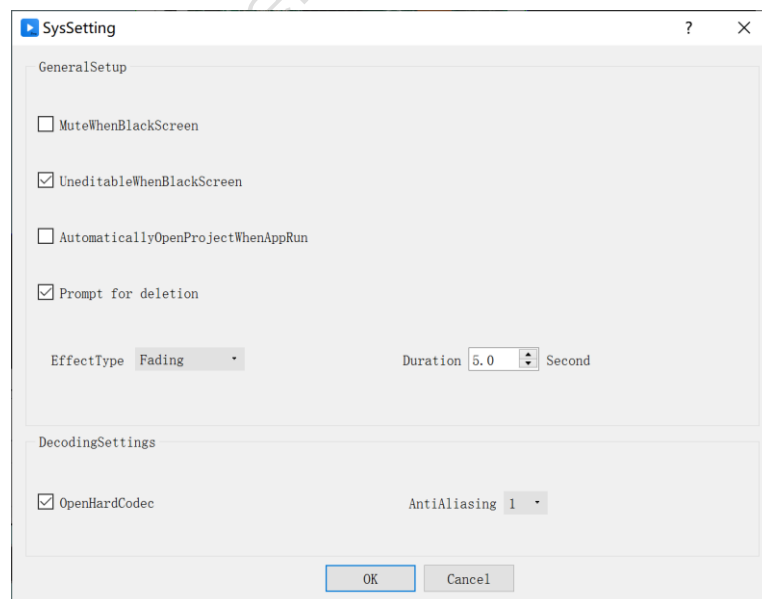 SysSetting
GeneralSetup
MuteWhenBlackScreen
UneditableWhenBlackScreen
AutomaticallyOpenProjectWhenAppRun
Prompt for deletion
EffectType Fading Duration 5.0 Second
DecodingSettings
OpenHardCodec AntiAliasing 1
OK Cancel